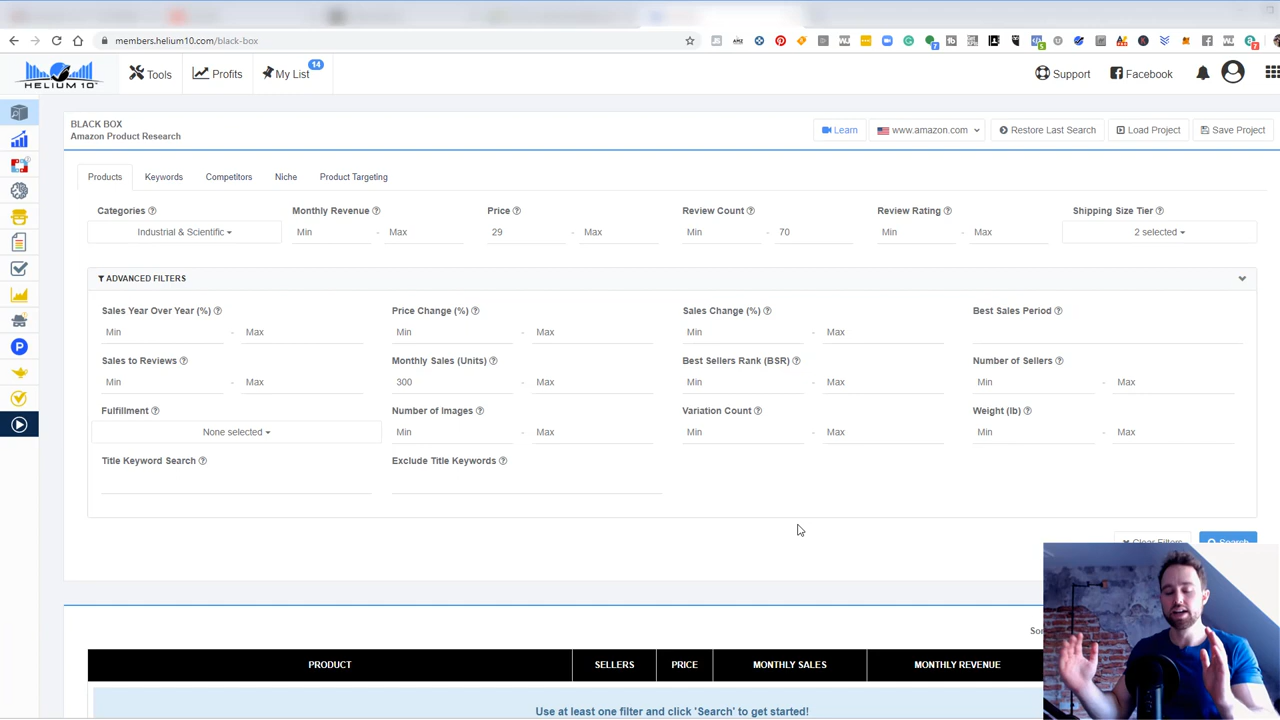 members.helium10.com/black-box
HELIUM 10
Tools
Profits
My List
14
Support
Facebook
BLACK BOX
Amazon Product Research
Learn
www.amazon.com
Restore Last Search
Load Project
Save Project
Products
Keywords
Competitors
Niche
Product Targeting
Categories
Monthly Revenue
Price
Review Count
Review Rating
Shipping Size Tier
Industrial & Scientific
Min - Max
29 - Max
Min - 70
Min - Max
2 selected
ADVANCED FILTERS
Sales Year Over Year (%)
Price Change (%)
Sales Change (%)
Best Sales Period
Min - Max
Min - Max
Min - Max
Sales to Reviews
Monthly Sales (Units)
Best Sellers Rank (BSR)
Number of Sellers
Min - Max
300 - Max
Min - Max
Min - Max
Fulfillment
Number of Images
Variation Count
Weight (lb)
None selected
Min - Max
Min - Max
Min - Max
Title Keyword Search
Exclude Title Keywords
Clear Filters
Search
PRODUCT
SELLERS
PRICE
MONTHLY SALES
MONTHLY REVENUE
Use at least one filter and click 'Search' to get started!